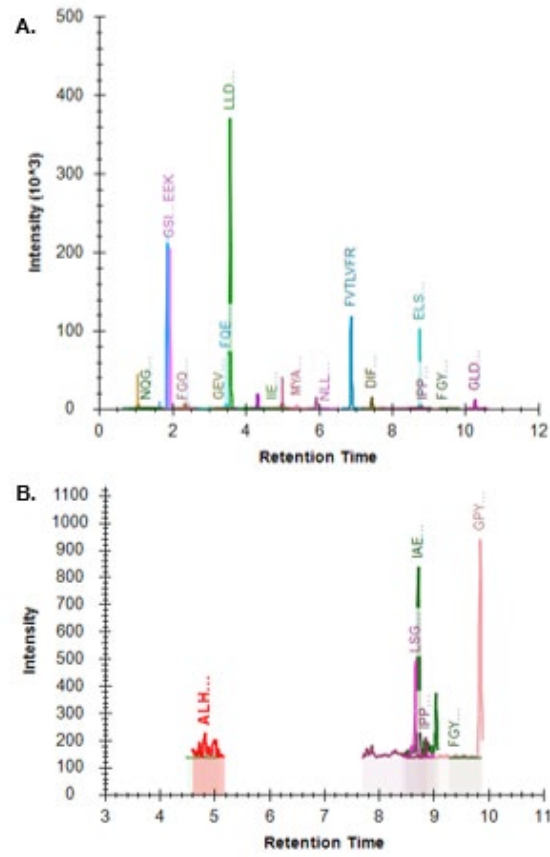 A.
500
400
300
200
100
0
Intensity (10^3)
NQG...
GSI...EEK
FGQ...
GEV...
FQE...
LLD...
IIE...
MYA...
NLL...
FVTLVFR
DIF...
ELS...
IPP...
FGY...
GLD...
0 2 4 6 8 10 12
Retention Time
B.
1100
1000
900
800
700
600
500
400
300
200
100
0
Intensity
ALH...
LSG...
IAE...
IPP...
FGY...
GPY...
3 4 5 6 7 8 9 10 11
Retention Time